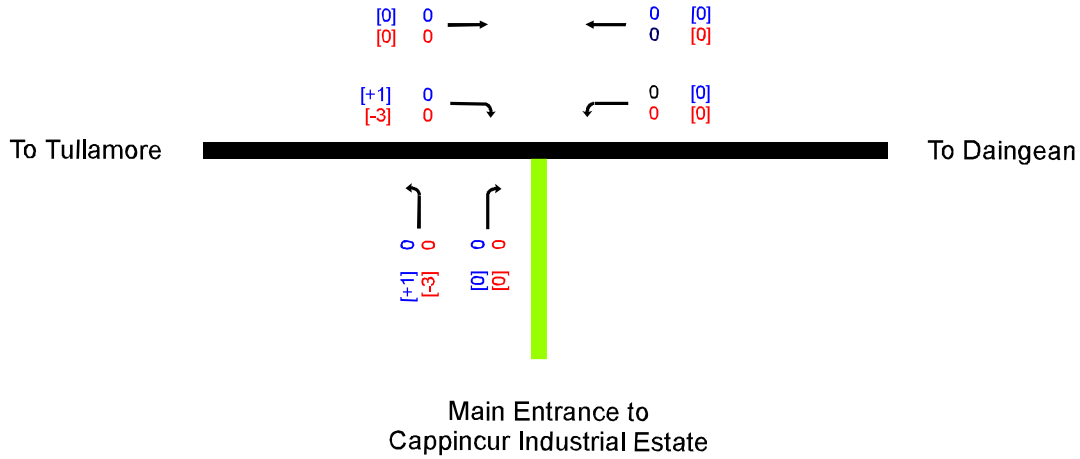 [0] 0 0 [0]
[0] 0 0 [0]
[+1] 0 0 [0]
[-3] 0 0 [0]
To Tullamore To Daingean
0 0 0 0
[+1] [-3] [0] [0]
Main Entrance to
Cappincur Industrial Estate